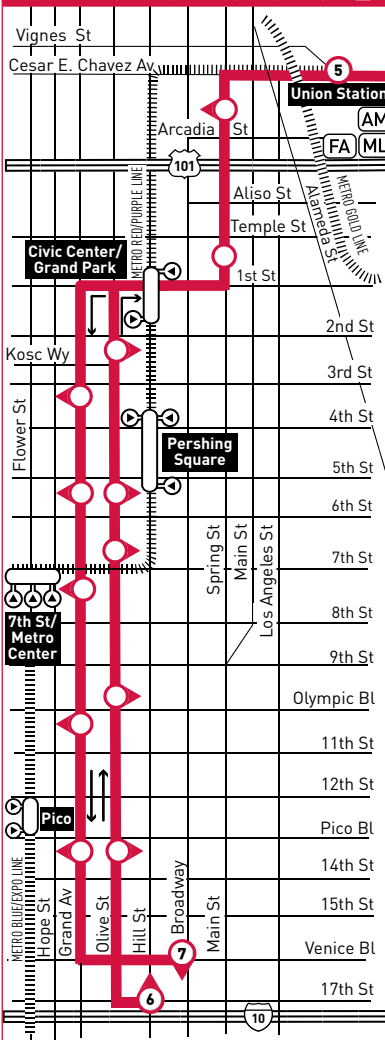 Vignes St
5
Cesar E. Chavez Av
Union Station
AM
FA
ML
Arcadia St
101
METRO RED/PURPLE LINE
METRO GOLD LINE
Alameda St
Aliso St
Temple St
Civic Center/
Grand Park
1st St
2nd St
Kosc Wy
3rd St
Flower St
4th St
Pershing
Square
5th St
6th St
Spring St
Main St
Los Angeles St
7th St
7th St/
Metro
Center
8th St
9th St
Olympic Bl
11th St
12th St
Pico
Pico Bl
14th St
METRO BLUE/EXPO LINE
Hope St
Grand Av
Olive St
Hill St
Broadway
Main St
15th St
7
Venice Bl
6
17th St
10